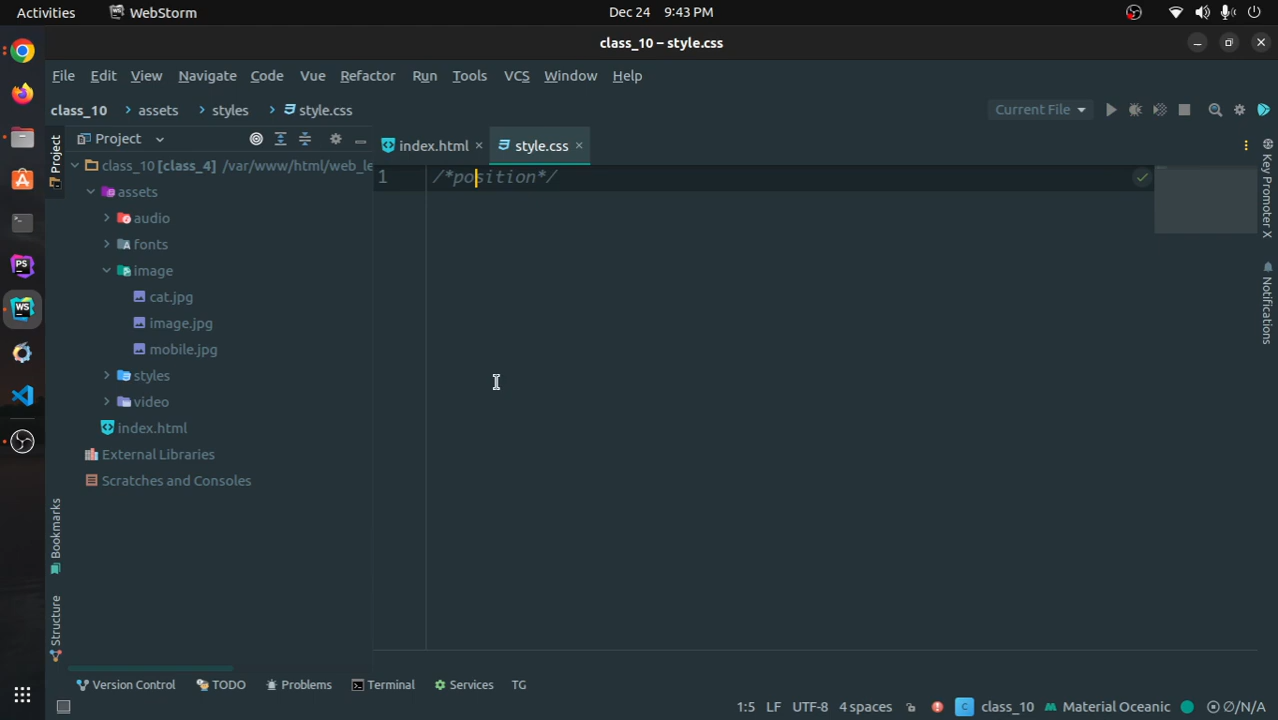 Activities WebStorm Dec 24 9:43 PM
class_10 – style.css
File Edit View Navigate Code Vue Refactor Run Tools VCS Window Help
class_10 assets styles style.css Current File
Project index.html style.css
class_10 [class_4] /var/www/html/web_le
1 /*position*/
assets
audio
fonts
image
cat.jpg
image.jpg
mobile.jpg
styles
video
index.html
External Libraries
Scratches and Consoles
Project
Bookmarks
Structure
Key Promoter X
Notifications
PS
WS
Version Control TODO Problems Terminal Services TG
1:5 LF UTF-8 4 spaces C class_10 Material Oceanic ∅/N/A